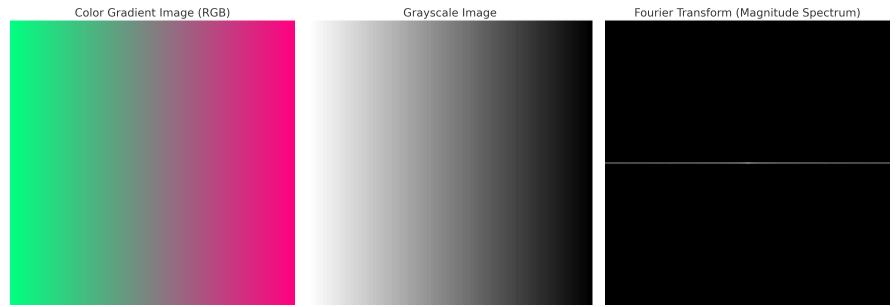 Color Gradient Image (RGB)
Grayscale Image
Fourier Transform (Magnitude Spectrum)